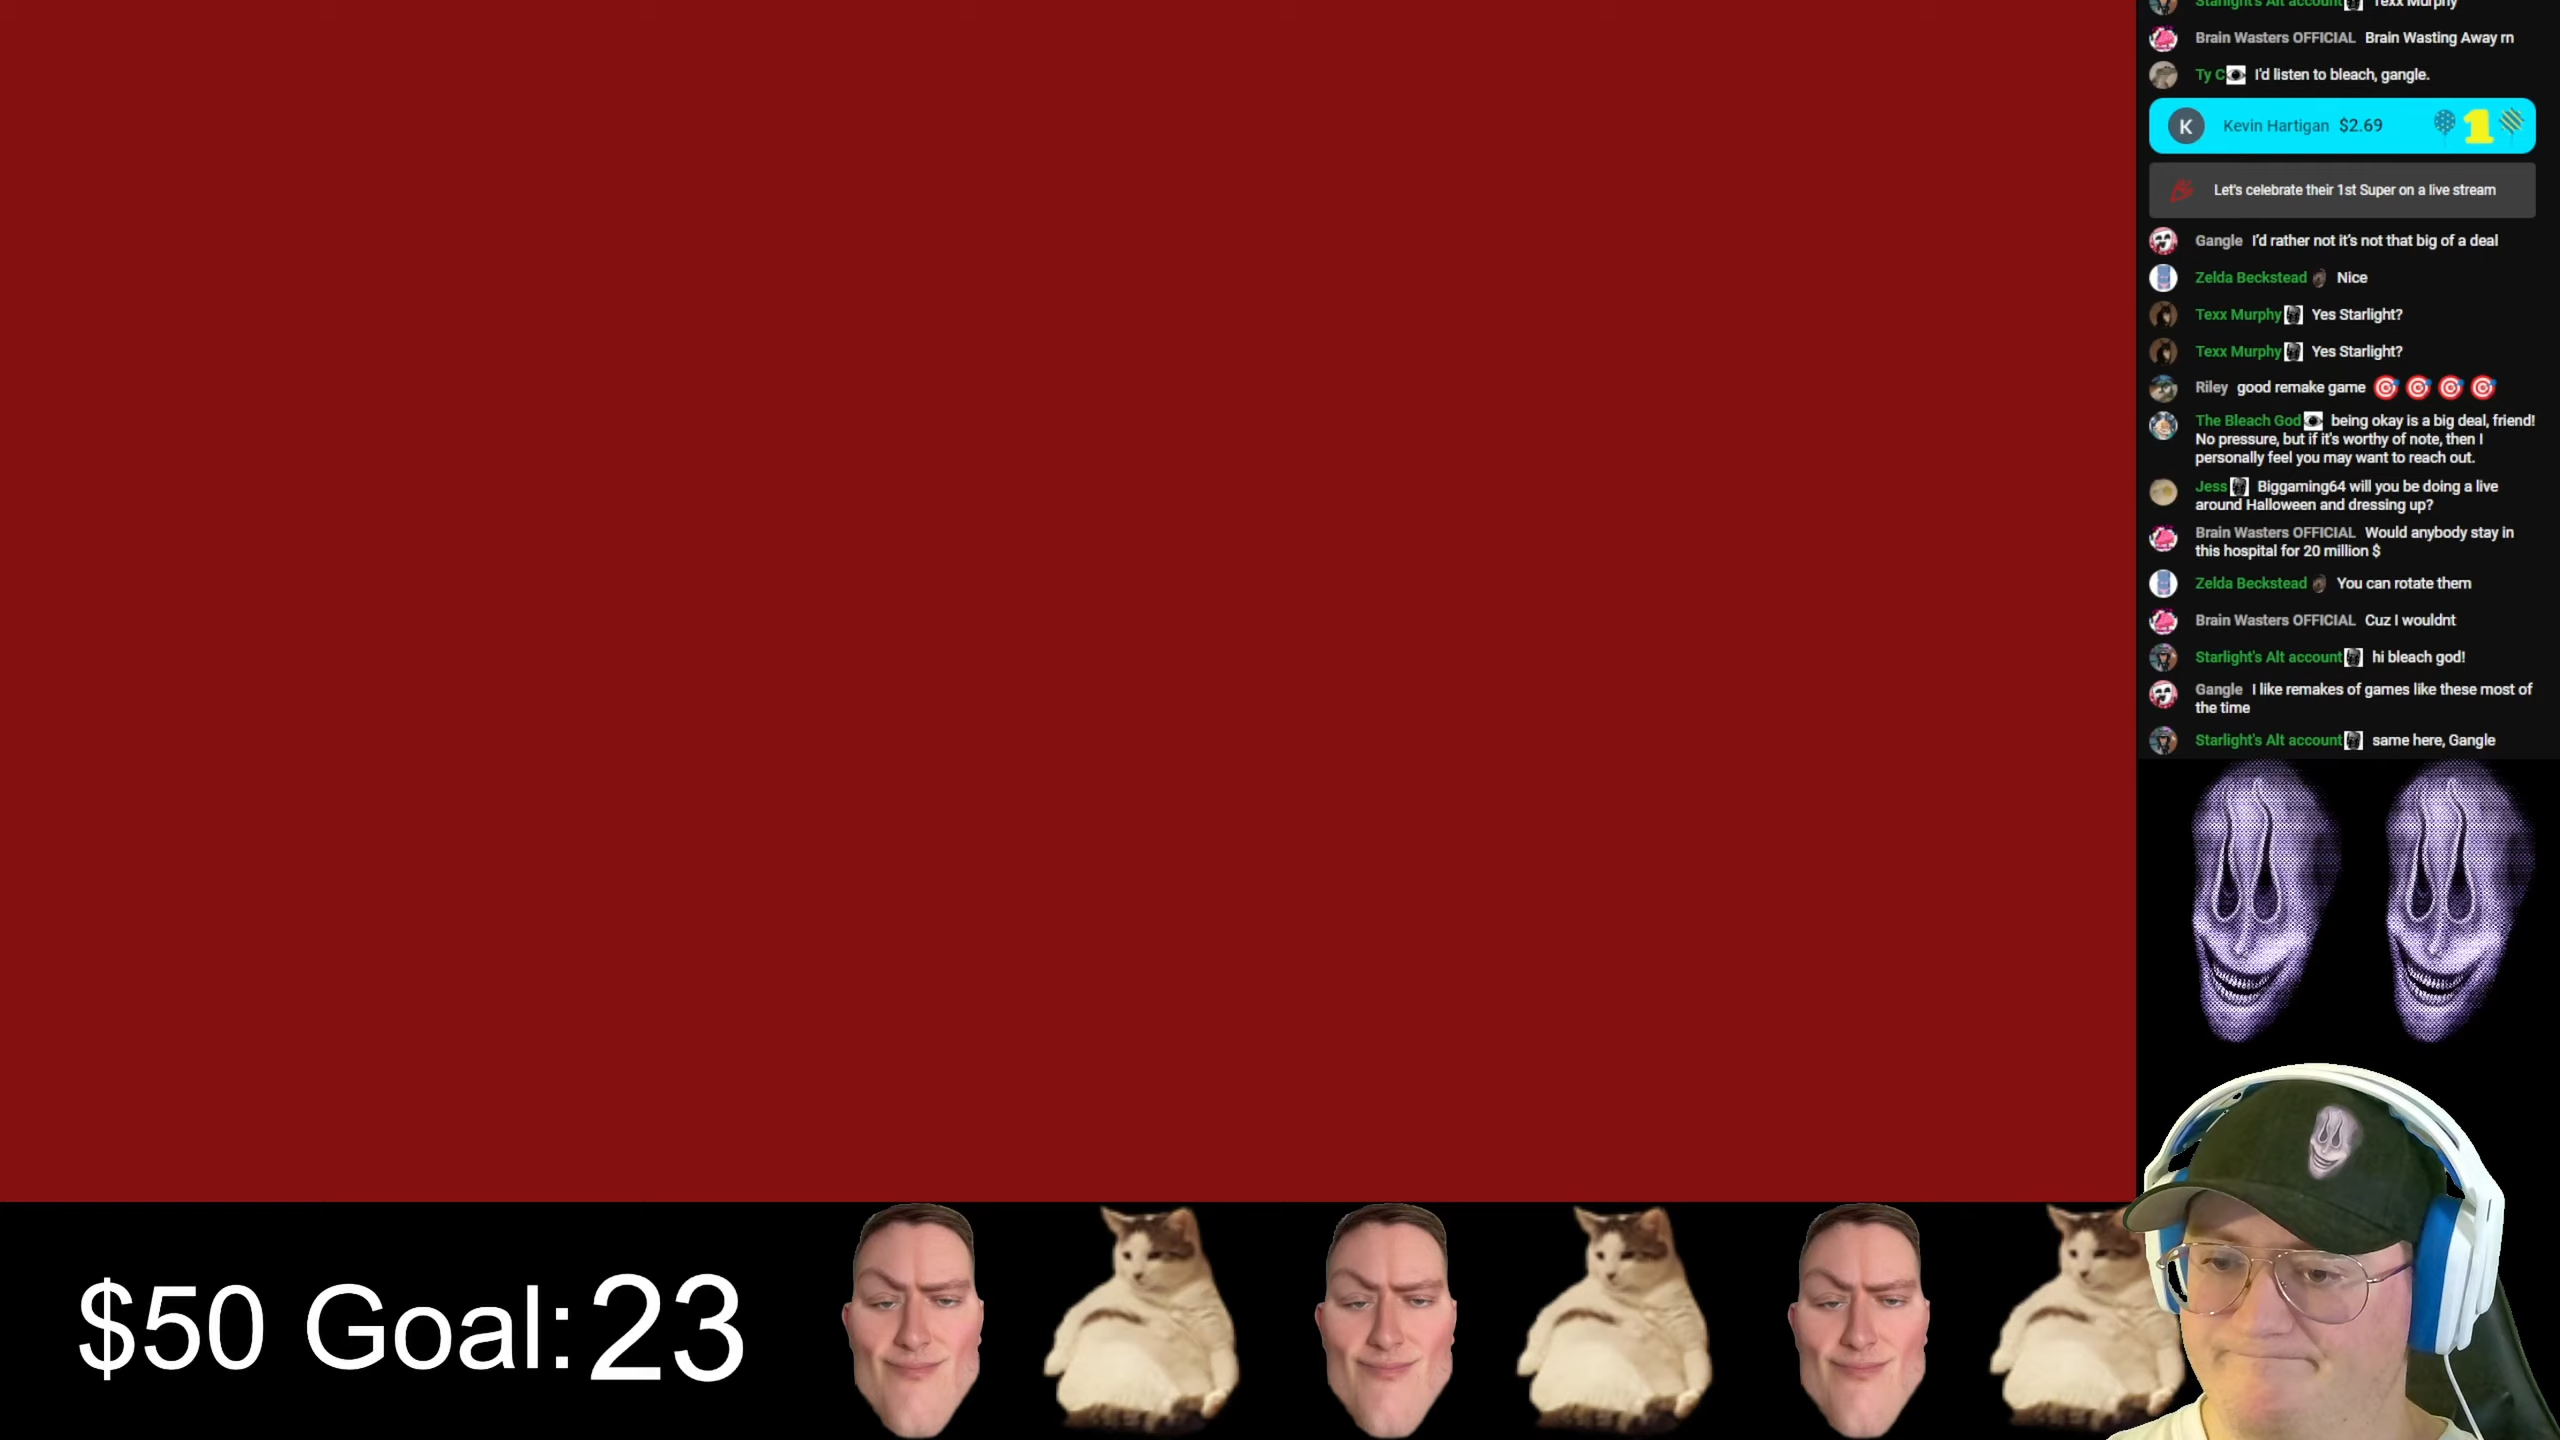 Starlight's Alt account Texx Murphy
Brain Wasters OFFICIAL Brain Wasting Away rn
Ty C I'd listen to bleach, gangle.
K Kevin Hartigan $2.69 1
Let's celebrate their 1st Super on a live stream
Gangle I'd rather not it's not that big of a deal
Zelda Beckstead Nice
Texx Murphy Yes Starlight?
Texx Murphy Yes Starlight?
Riley good remake game
The Bleach God being okay is a big deal, friend!
No pressure, but if it's worthy of note, then I
personally feel you may want to reach out.
Jess Biggaming64 will you be doing a live
around Halloween and dressing up?
Brain Wasters OFFICIAL Would anybody stay in
this hospital for 20 million $
Zelda Beckstead You can rotate them
Brain Wasters OFFICIAL Cuz I wouldnt
Starlight's Alt account hi bleach god!
Gangle I like remakes of games like these most of
the time
Starlight's Alt account same here, Gangle
$50 Goal: 23